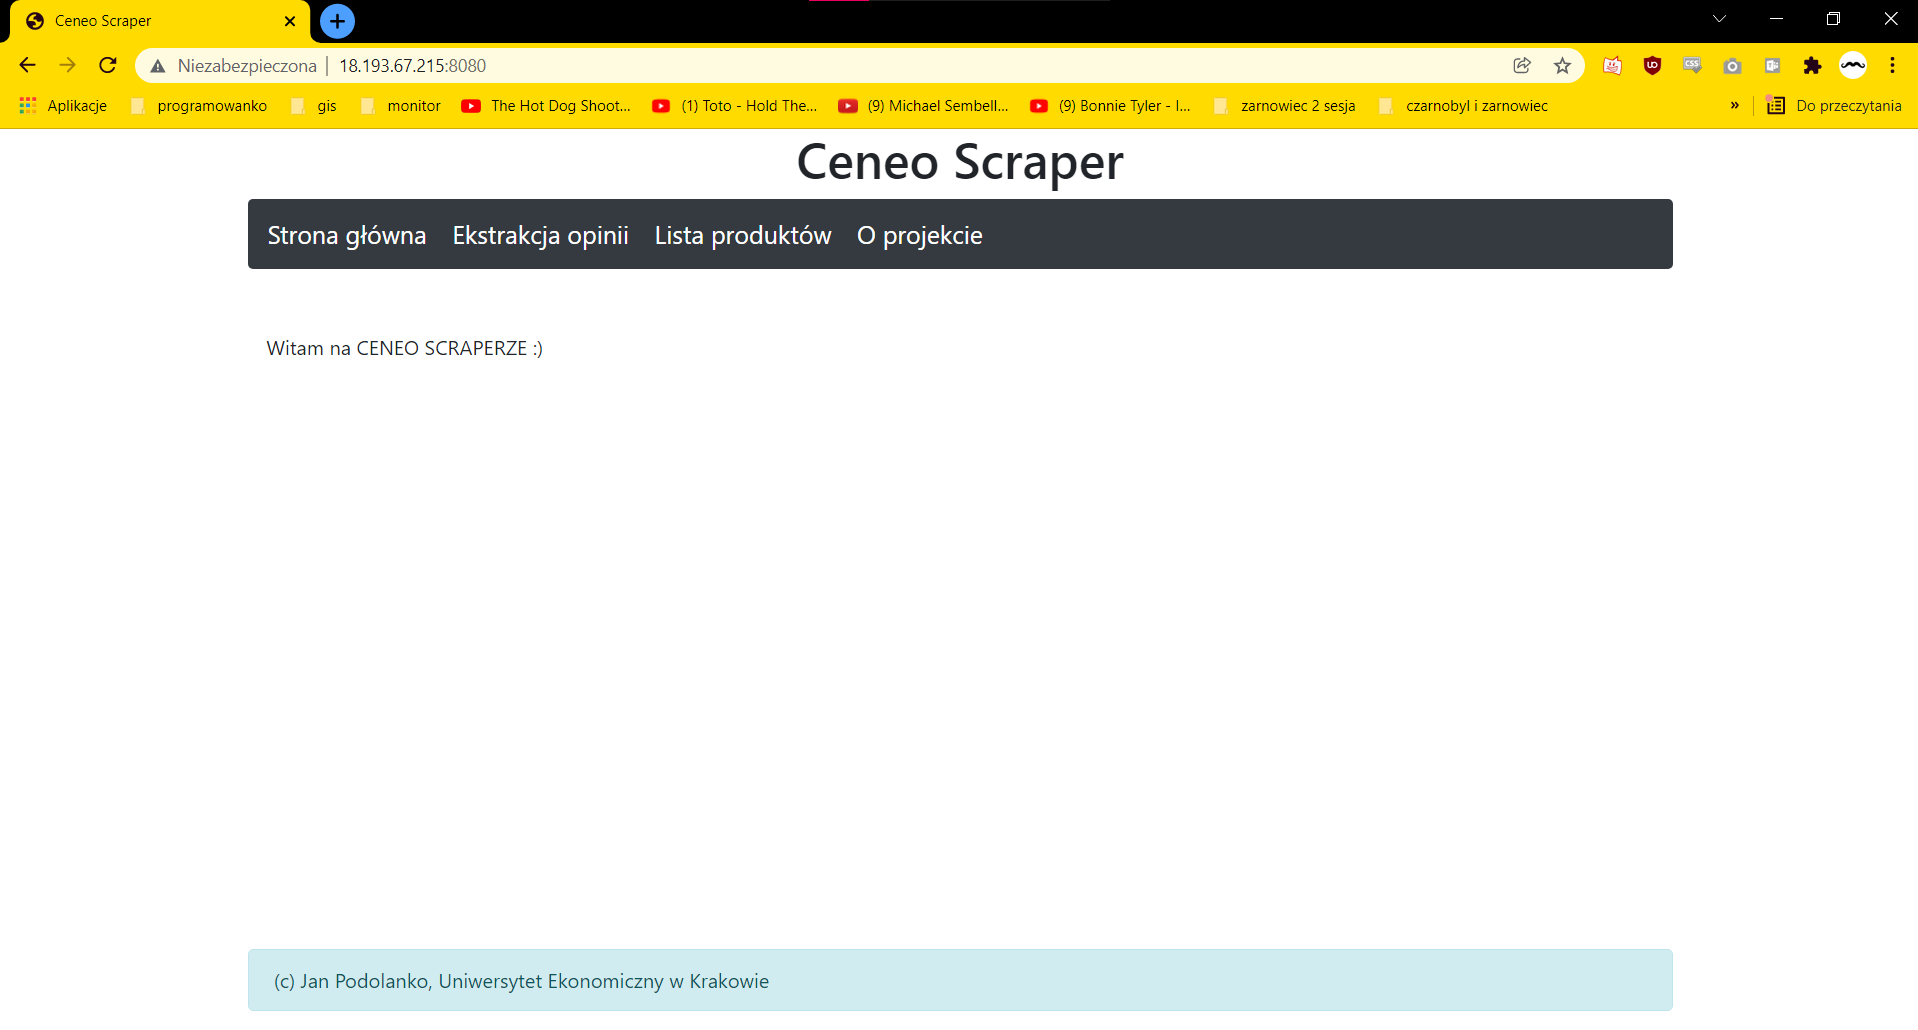 Ceneo Scraper
Niezabezpieczona | 18.193.67.215:8080
Aplikacje programowanko gis monitor The Hot Dog Shoot... (1) Toto - Hold The... (9) Michael Sembell... (9) Bonnie Tyler - I... zarnowiec 2 sesja czarnobyl i zarnowiec » Do przeczytania
Ceneo Scraper
Strona główna Ekstrakcja opinii Lista produktów O projekcie
Witam na CENEO SCRAPERZE :)
(c) Jan Podolanko, Uniwersytet Ekonomiczny w Krakowie